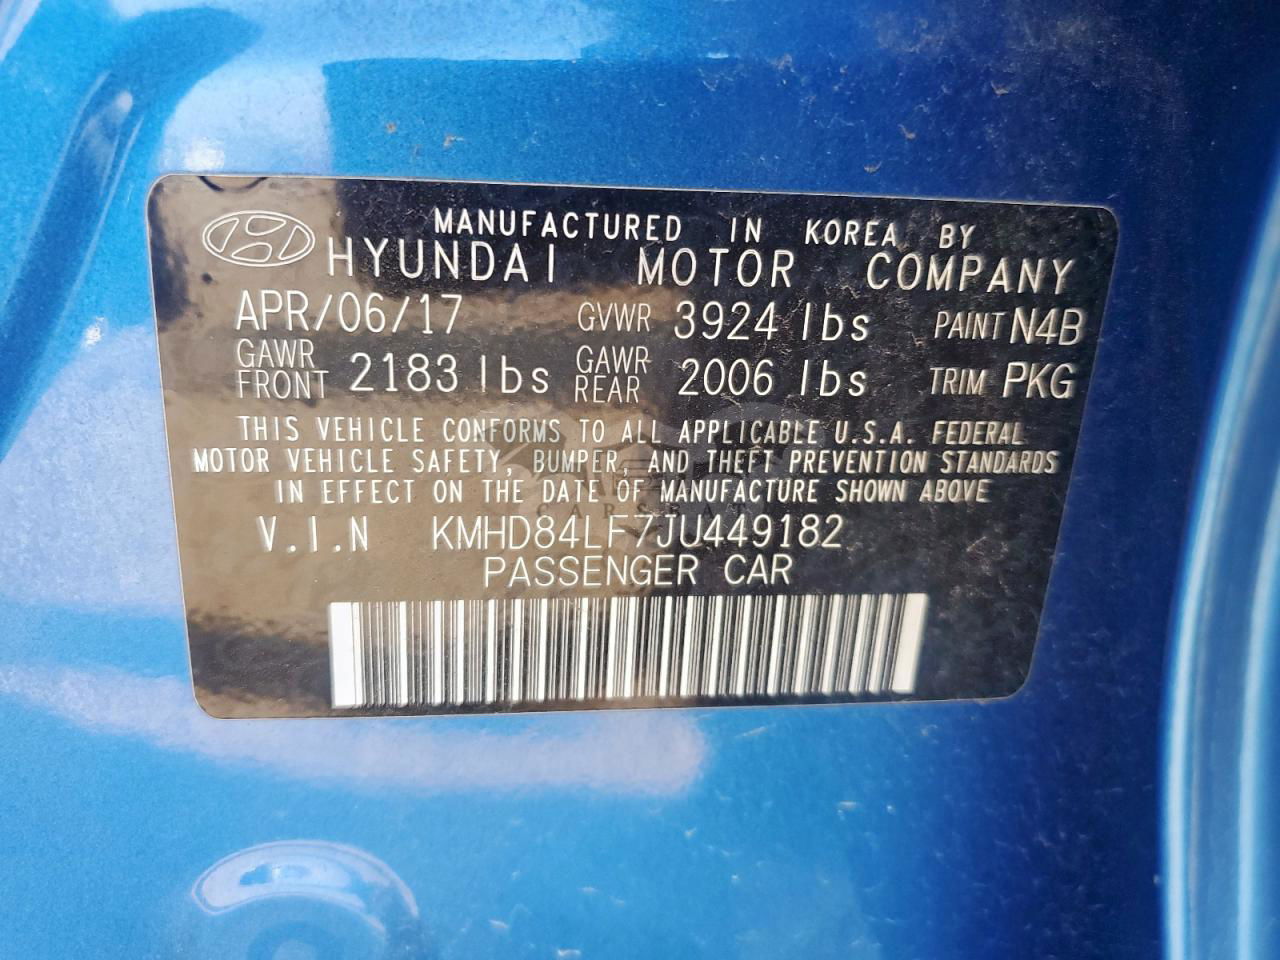 MANUFACTURED IN KOREA BY
HYUNDAI MOTOR COMPANY
APR/06/17 GVWR 3924 lbs PAINT N4B
GAWR FRONT 2183 lbs GAWR REAR 2006 lbs TRIM PKG
THIS VEHICLE CONFORMS TO ALL APPLICABLE U.S.A. FEDERAL
MOTOR VEHICLE SAFETY, BUMPER, AND THEFT PREVENTION STANDARDS
IN EFFECT ON THE DATE OF MANUFACTURE SHOWN ABOVE
V.I.N KMHD84LF7JU449182
PASSENGER CAR